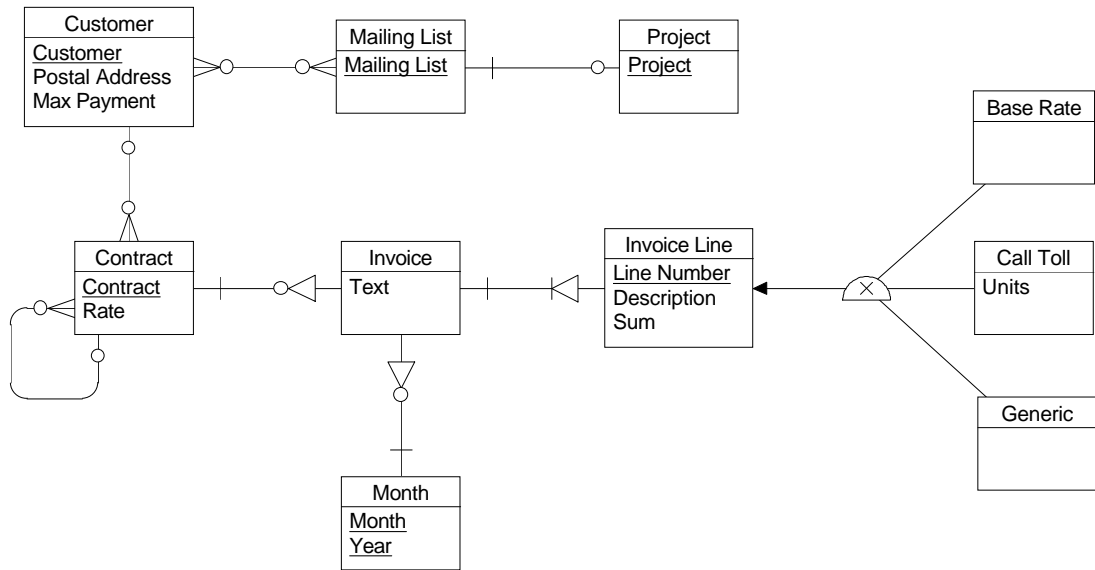 Customer
Customer
Postal Address
Max Payment
Mailing List
Mailing List
Project
Project
Base Rate
Contract
Contract
Rate
Invoice
Text
Invoice Line
Line Number
Description
Sum
Call Toll
Units
Generic
Month
Month
Year